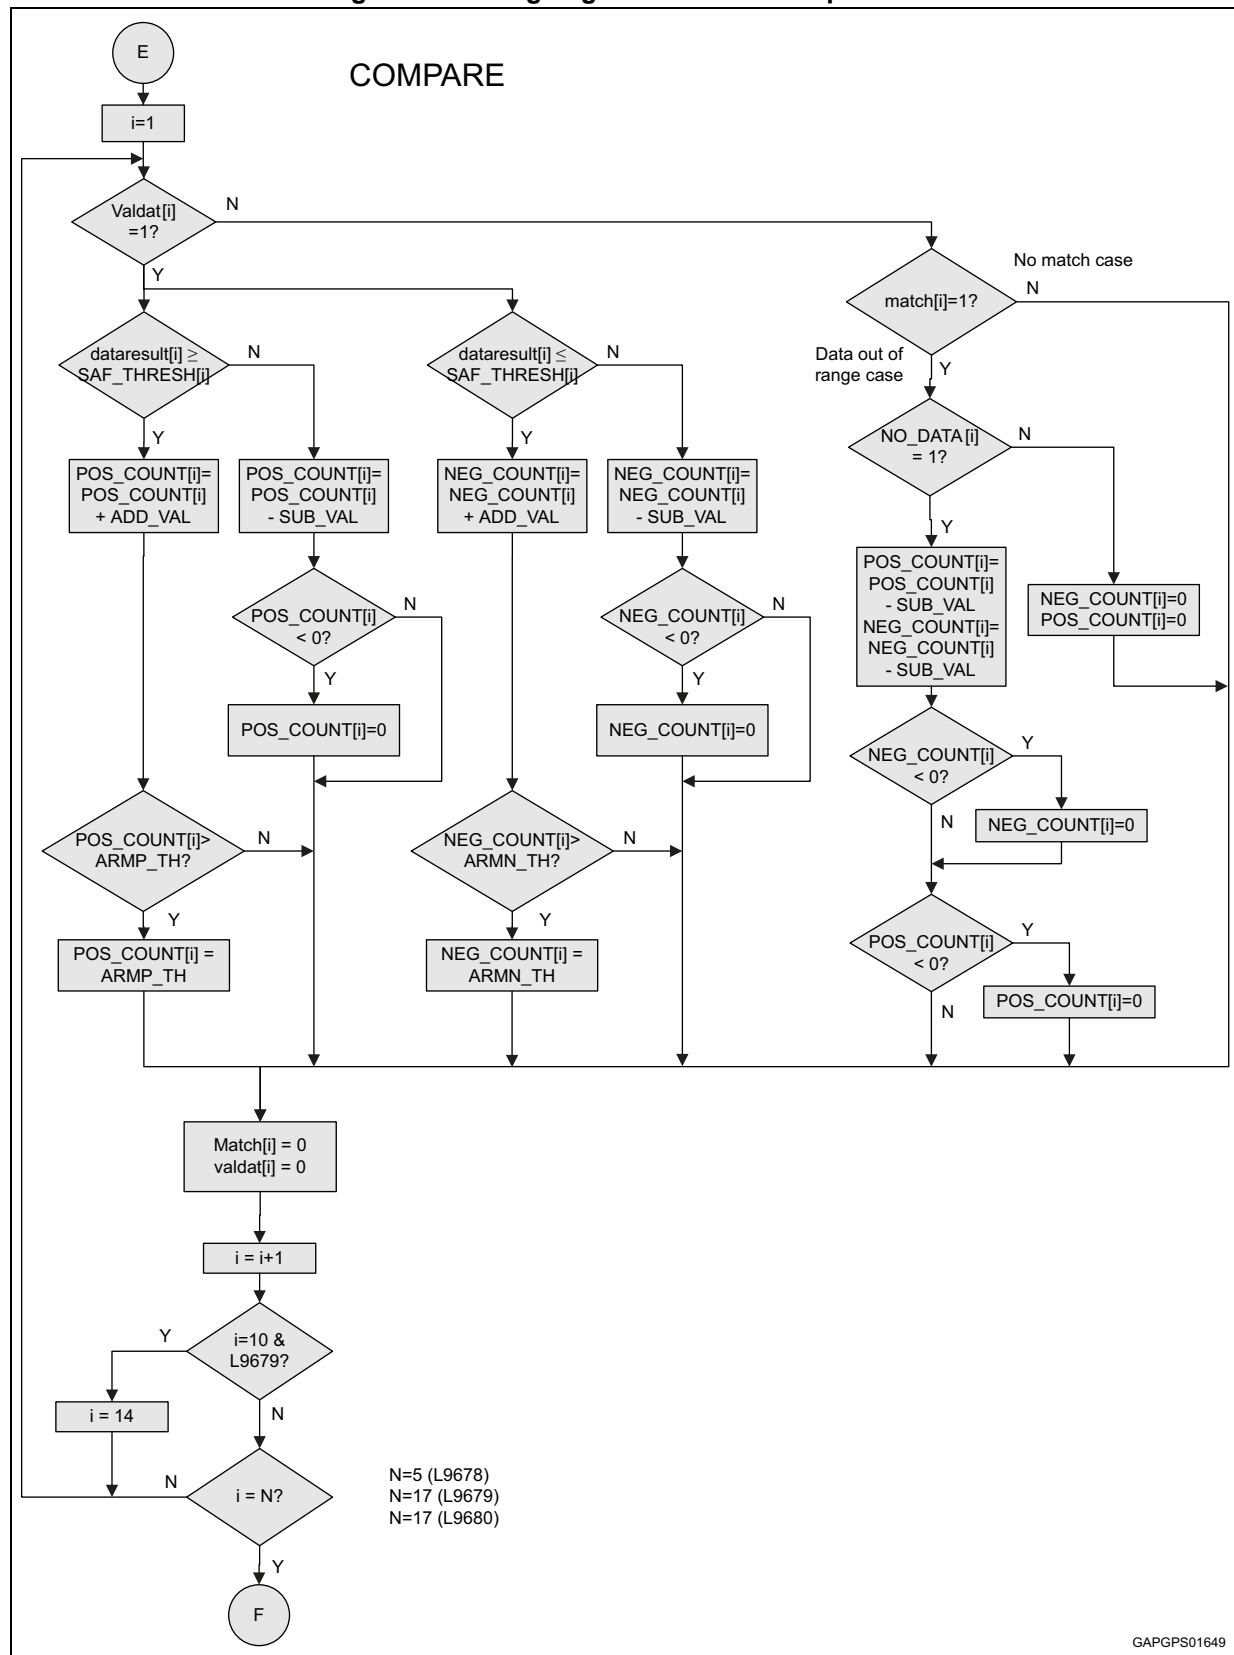 E
COMPARE
i=1
Valdat[i]
=1?
N
Y
No match case
match[i]=1?
N
Data out of
range case
Y
dataresult[i] ≥
SAF_THRESH[i]
N
Y
dataresult[i] ≤
SAF_THRESH[i]
N
Y
NO_DATA [i]
= 1?
N
Y
POS_COUNT[i]=
POS_COUNT[i]
+ ADD_VAL
POS_COUNT[i]=
POS_COUNT[i]
- SUB_VAL
NEG_COUNT[i]=
NEG_COUNT[i]
+ ADD_VAL
NEG_COUNT[i]=
NEG_COUNT[i]
- SUB_VAL
POS_COUNT[i]=
POS_COUNT[i]
- SUB_VAL
NEG_COUNT[i]=
NEG_COUNT[i]
- SUB_VAL
NEG_COUNT[i]=0
POS_COUNT[i]=0
POS_COUNT[i]
< 0?
N
Y
NEG_COUNT[i]
< 0?
N
Y
POS_COUNT[i]=0
NEG_COUNT[i]=0
NEG_COUNT[i]
< 0?
Y
N
NEG_COUNT[i]=0
POS_COUNT[i]>
ARMP_TH?
N
Y
NEG_COUNT[i]>
ARMN_TH?
N
Y
POS_COUNT[i] =
ARMP_TH
NEG_COUNT[i] =
ARMN_TH
POS_COUNT[i]
< 0?
Y
N
POS_COUNT[i]=0
Match[i] = 0
valdat[i] = 0
i = i+1
i=10 &
L9679?
Y
N
i = 14
i = N?
N
Y
N=5 (L9678)
N=17 (L9679)
N=17 (L9680)
F
GAPGPS01649